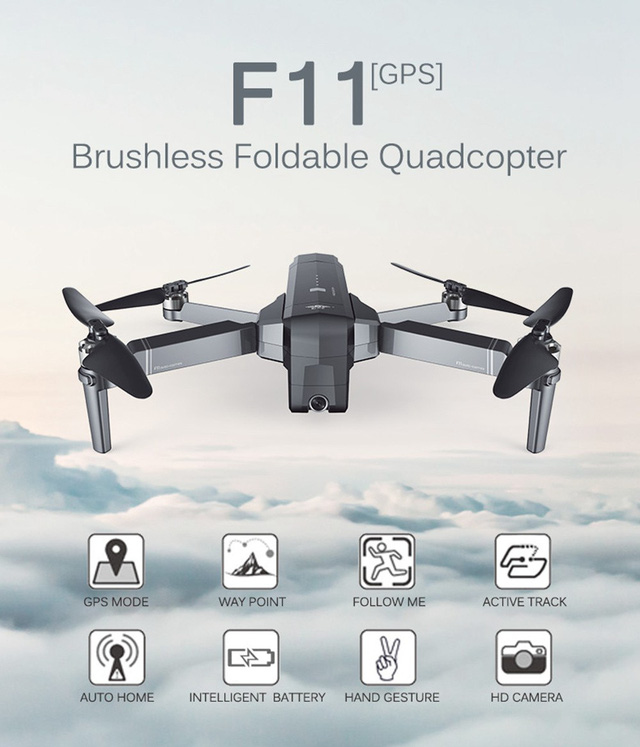 F11 [GPS]
Brushless Foldable Quadcopter
GPS MODE
WAY POINT
FOLLOW ME
ACTIVE TRACK
AUTO HOME
INTELLIGENT BATTERY
HAND GESTURE
HD CAMERA